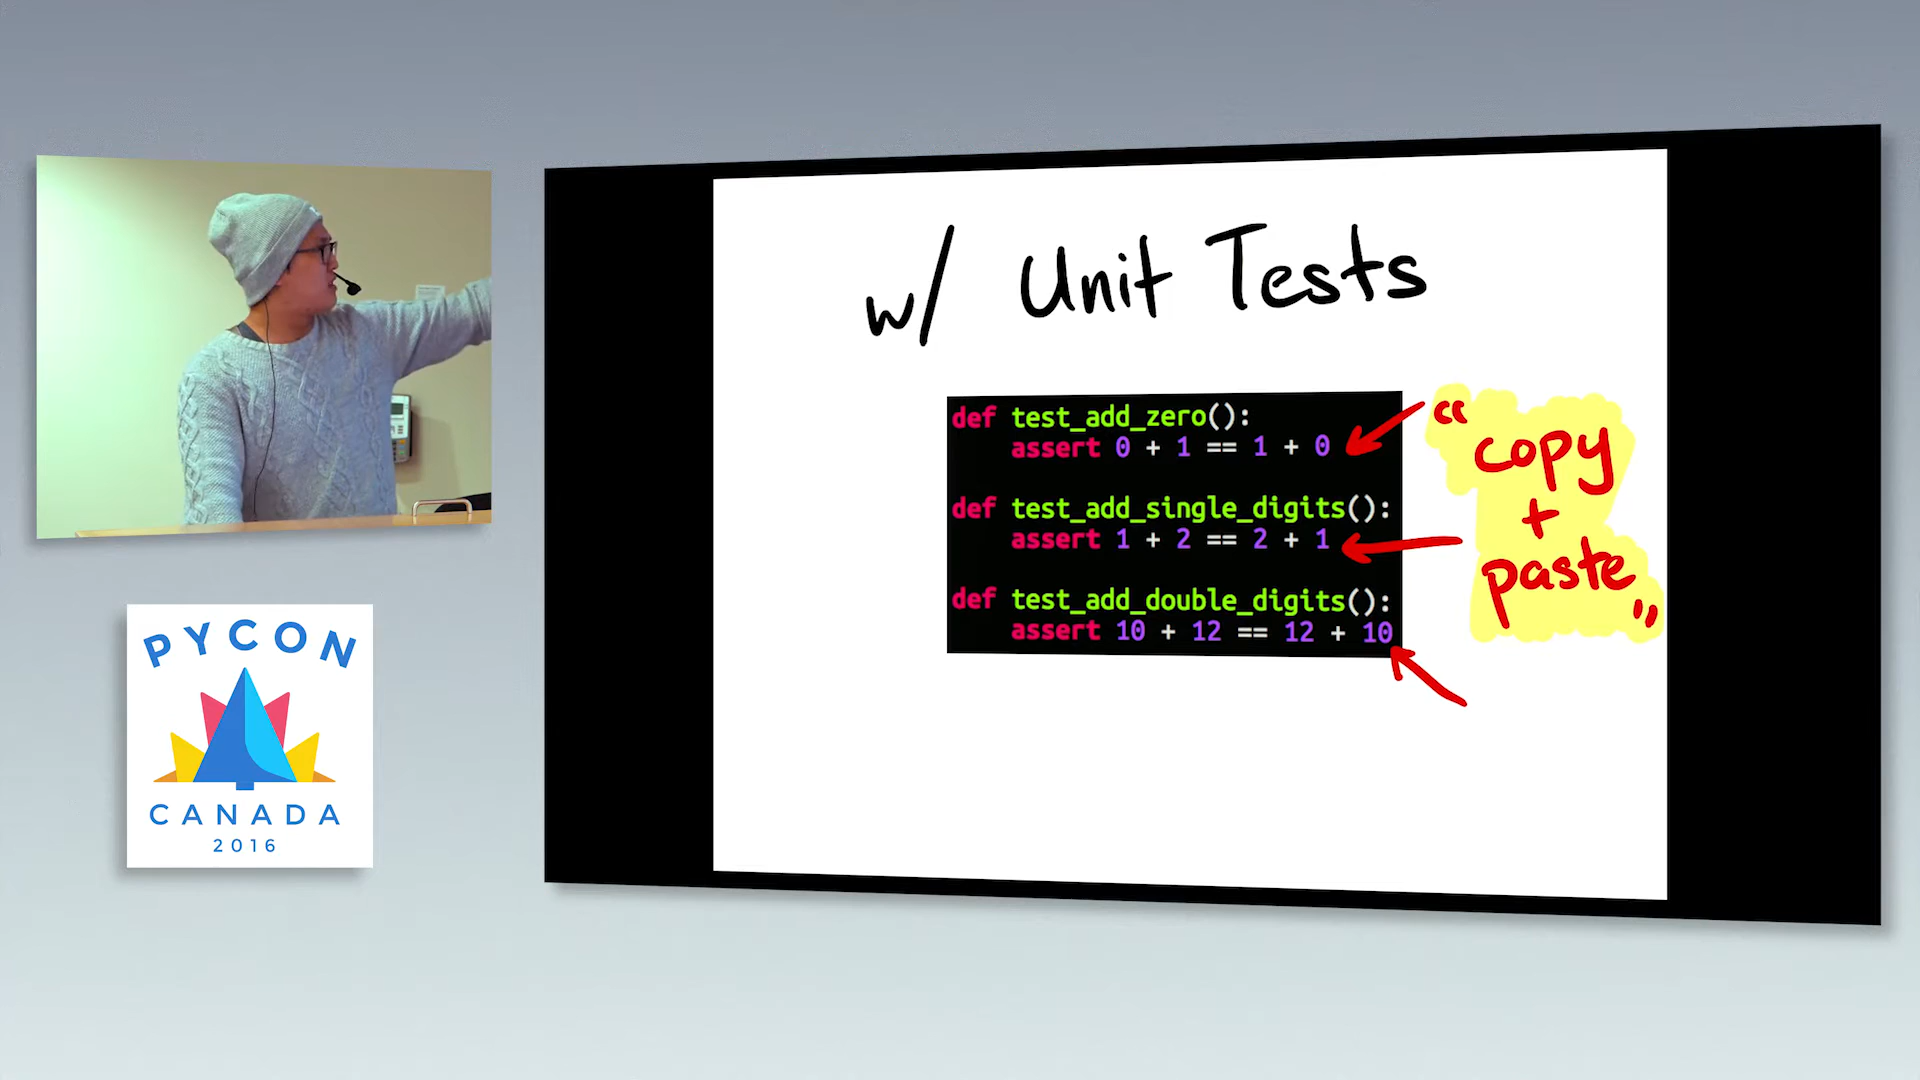 w/ Unit Tests
def test_add_zero():
assert 0 + 1 == 1 + 0
def test_add_single_digits():
assert 1 + 2 == 2 + 1
def test_add_double_digits():
assert 10 + 12 == 12 + 10
“copy
+
paste”
PYCON
CANADA
2016